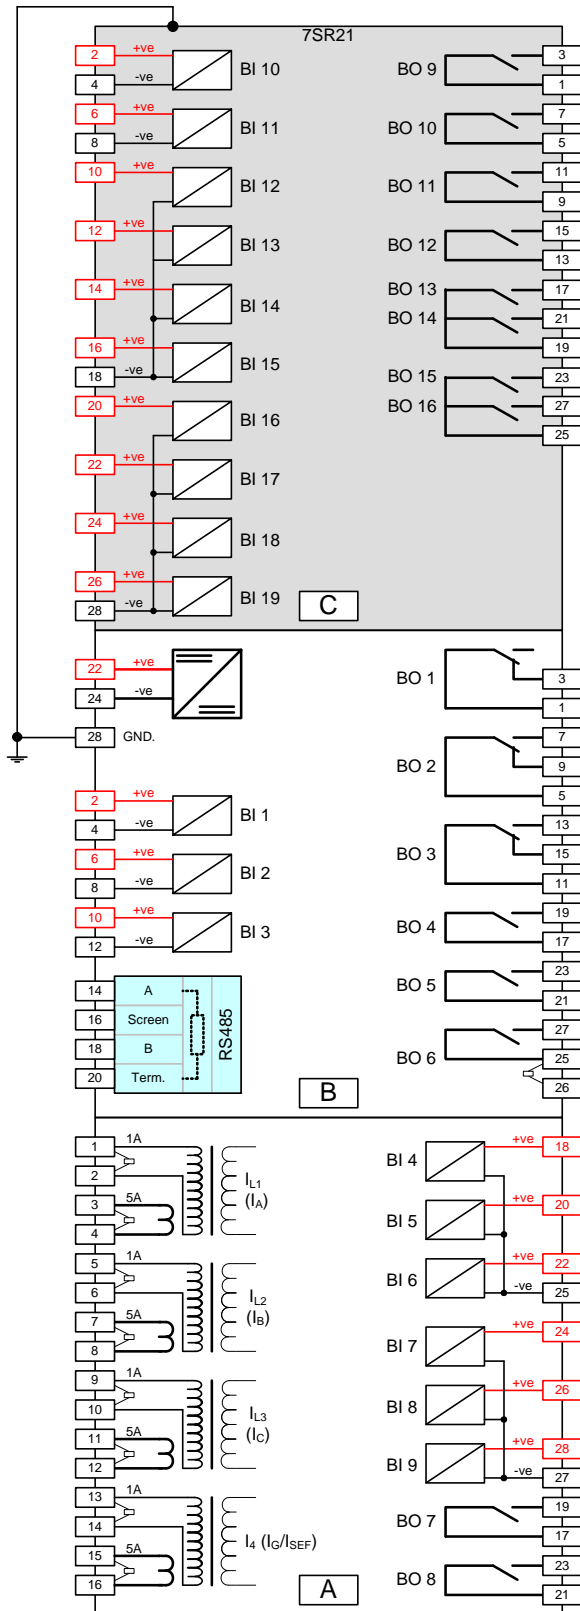 7SR21
2 +ve BI 10 BO 9 3
4 -ve 1
6 +ve BI 11 BO 10 7
8 -ve 5
10 +ve BI 12 BO 11 11
9
12 +ve BI 13 BO 12 15
13
14 +ve BI 14 BO 13 17
BO 14 21
16 +ve BI 15 19
18 -ve BO 15 23
20 +ve BI 16 BO 16 27
25
22 +ve BI 17
24 +ve BI 18
26 +ve BI 19
28 -ve C
22 +ve BO 1 3
24 -ve 1
28 GND. 7
BO 2 9
2 +ve BI 1 5
4 -ve 13
6 +ve BI 2 BO 3 15
8 -ve 11
10 +ve BI 3 BO 4 19
12 -ve 17
14 A RS485 BO 5 23
16 Screen 21
18 B BO 6 27
25
20 Term. 26
B
1 1A IL1 (IA) BI 4 +ve 18
2
3 5A BI 5 +ve 20
4
5 1A IL2 (IB) BI 6 +ve 22
6 -ve 25
7 5A BI 7 +ve 24
8
9 1A IL3 (IC) BI 8 +ve 26
10
11 5A BI 9 +ve 28
12 -ve 27
13 1A I4 (IG/ISEF) BO 7 19
14 17
15 5A BO 8 23
16 21
A